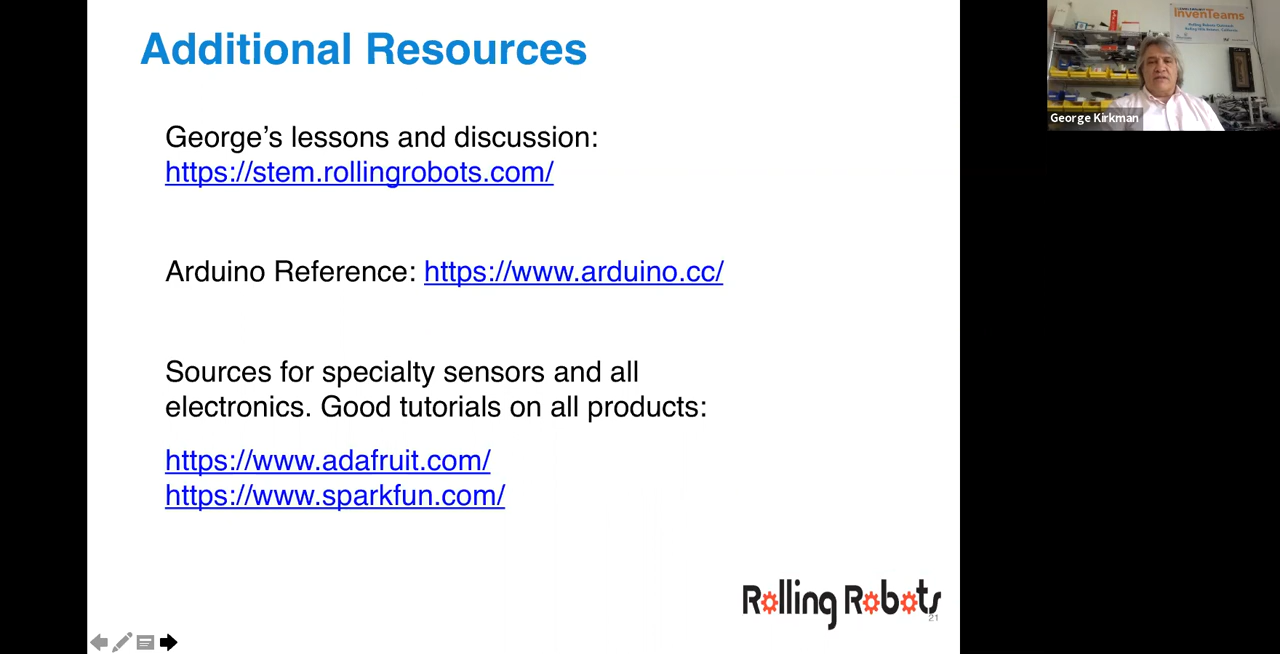 Additional Resources
George's lessons and discussion:
https://stem.rollingrobots.com/
Arduino Reference: https://www.arduino.cc/
Sources for specialty sensors and all
electronics. Good tutorials on all products:
https://www.adafruit.com/
https://www.sparkfun.com/
Rolling Robots
21
InvenTeams
George Kirkman